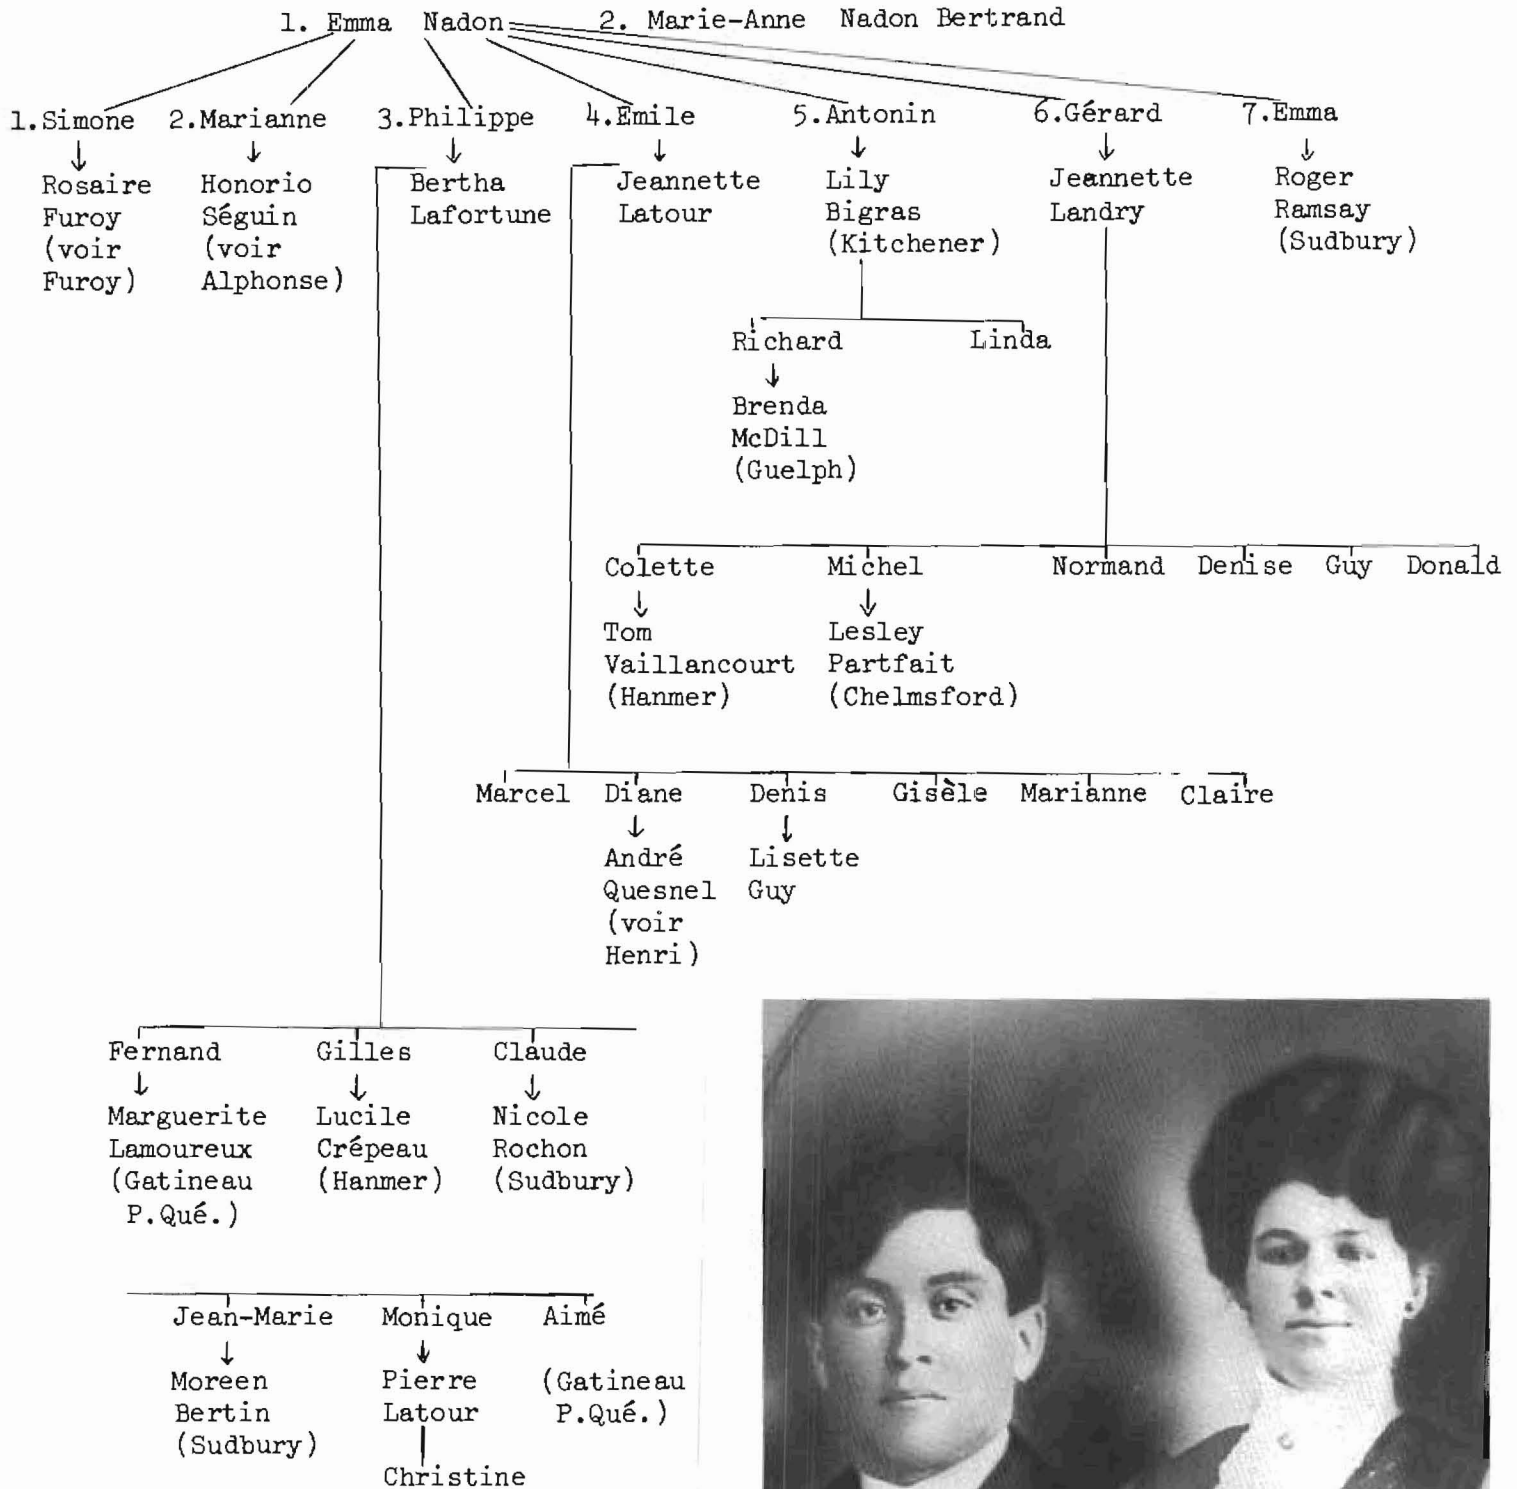 1. Emma Nadon 2. Marie-Anne Nadon Bertrand
1.Simone 2.Marianne 3.Philippe 4.Emile 5.Antonin 6.Gérard 7.Emma
Rosaire Honorio Bertha Jeannette Lily Jeannette Roger
Furoy Séguin Lafortune Latour Bigras Landry Ramsay
(voir (voir (Kitchener) (Sudbury)
Furoy) Alphonse)
Richard Linda
Brenda
McDill
(Guelph)
Colette Michel Normand Denise Guy Donald
Tom Lesley
Vaillancourt Partfait
(Hanmer) (Chelmsford)
Marcel Diane Denis Gisèle Marianne Claire
André Lisette
Quesnel Guy
(voir
Henri)
Fernand Gilles Claude
Marguerite Lucile Nicole
Lamoureux Crépeau Rochon
(Gatineau (Hanmer) (Sudbury)
P.Qué.)
Jean-Marie Monique Aimé
Moreen Pierre (Gatineau
Bertin Latour P.Qué.)
(Sudbury)
Christine